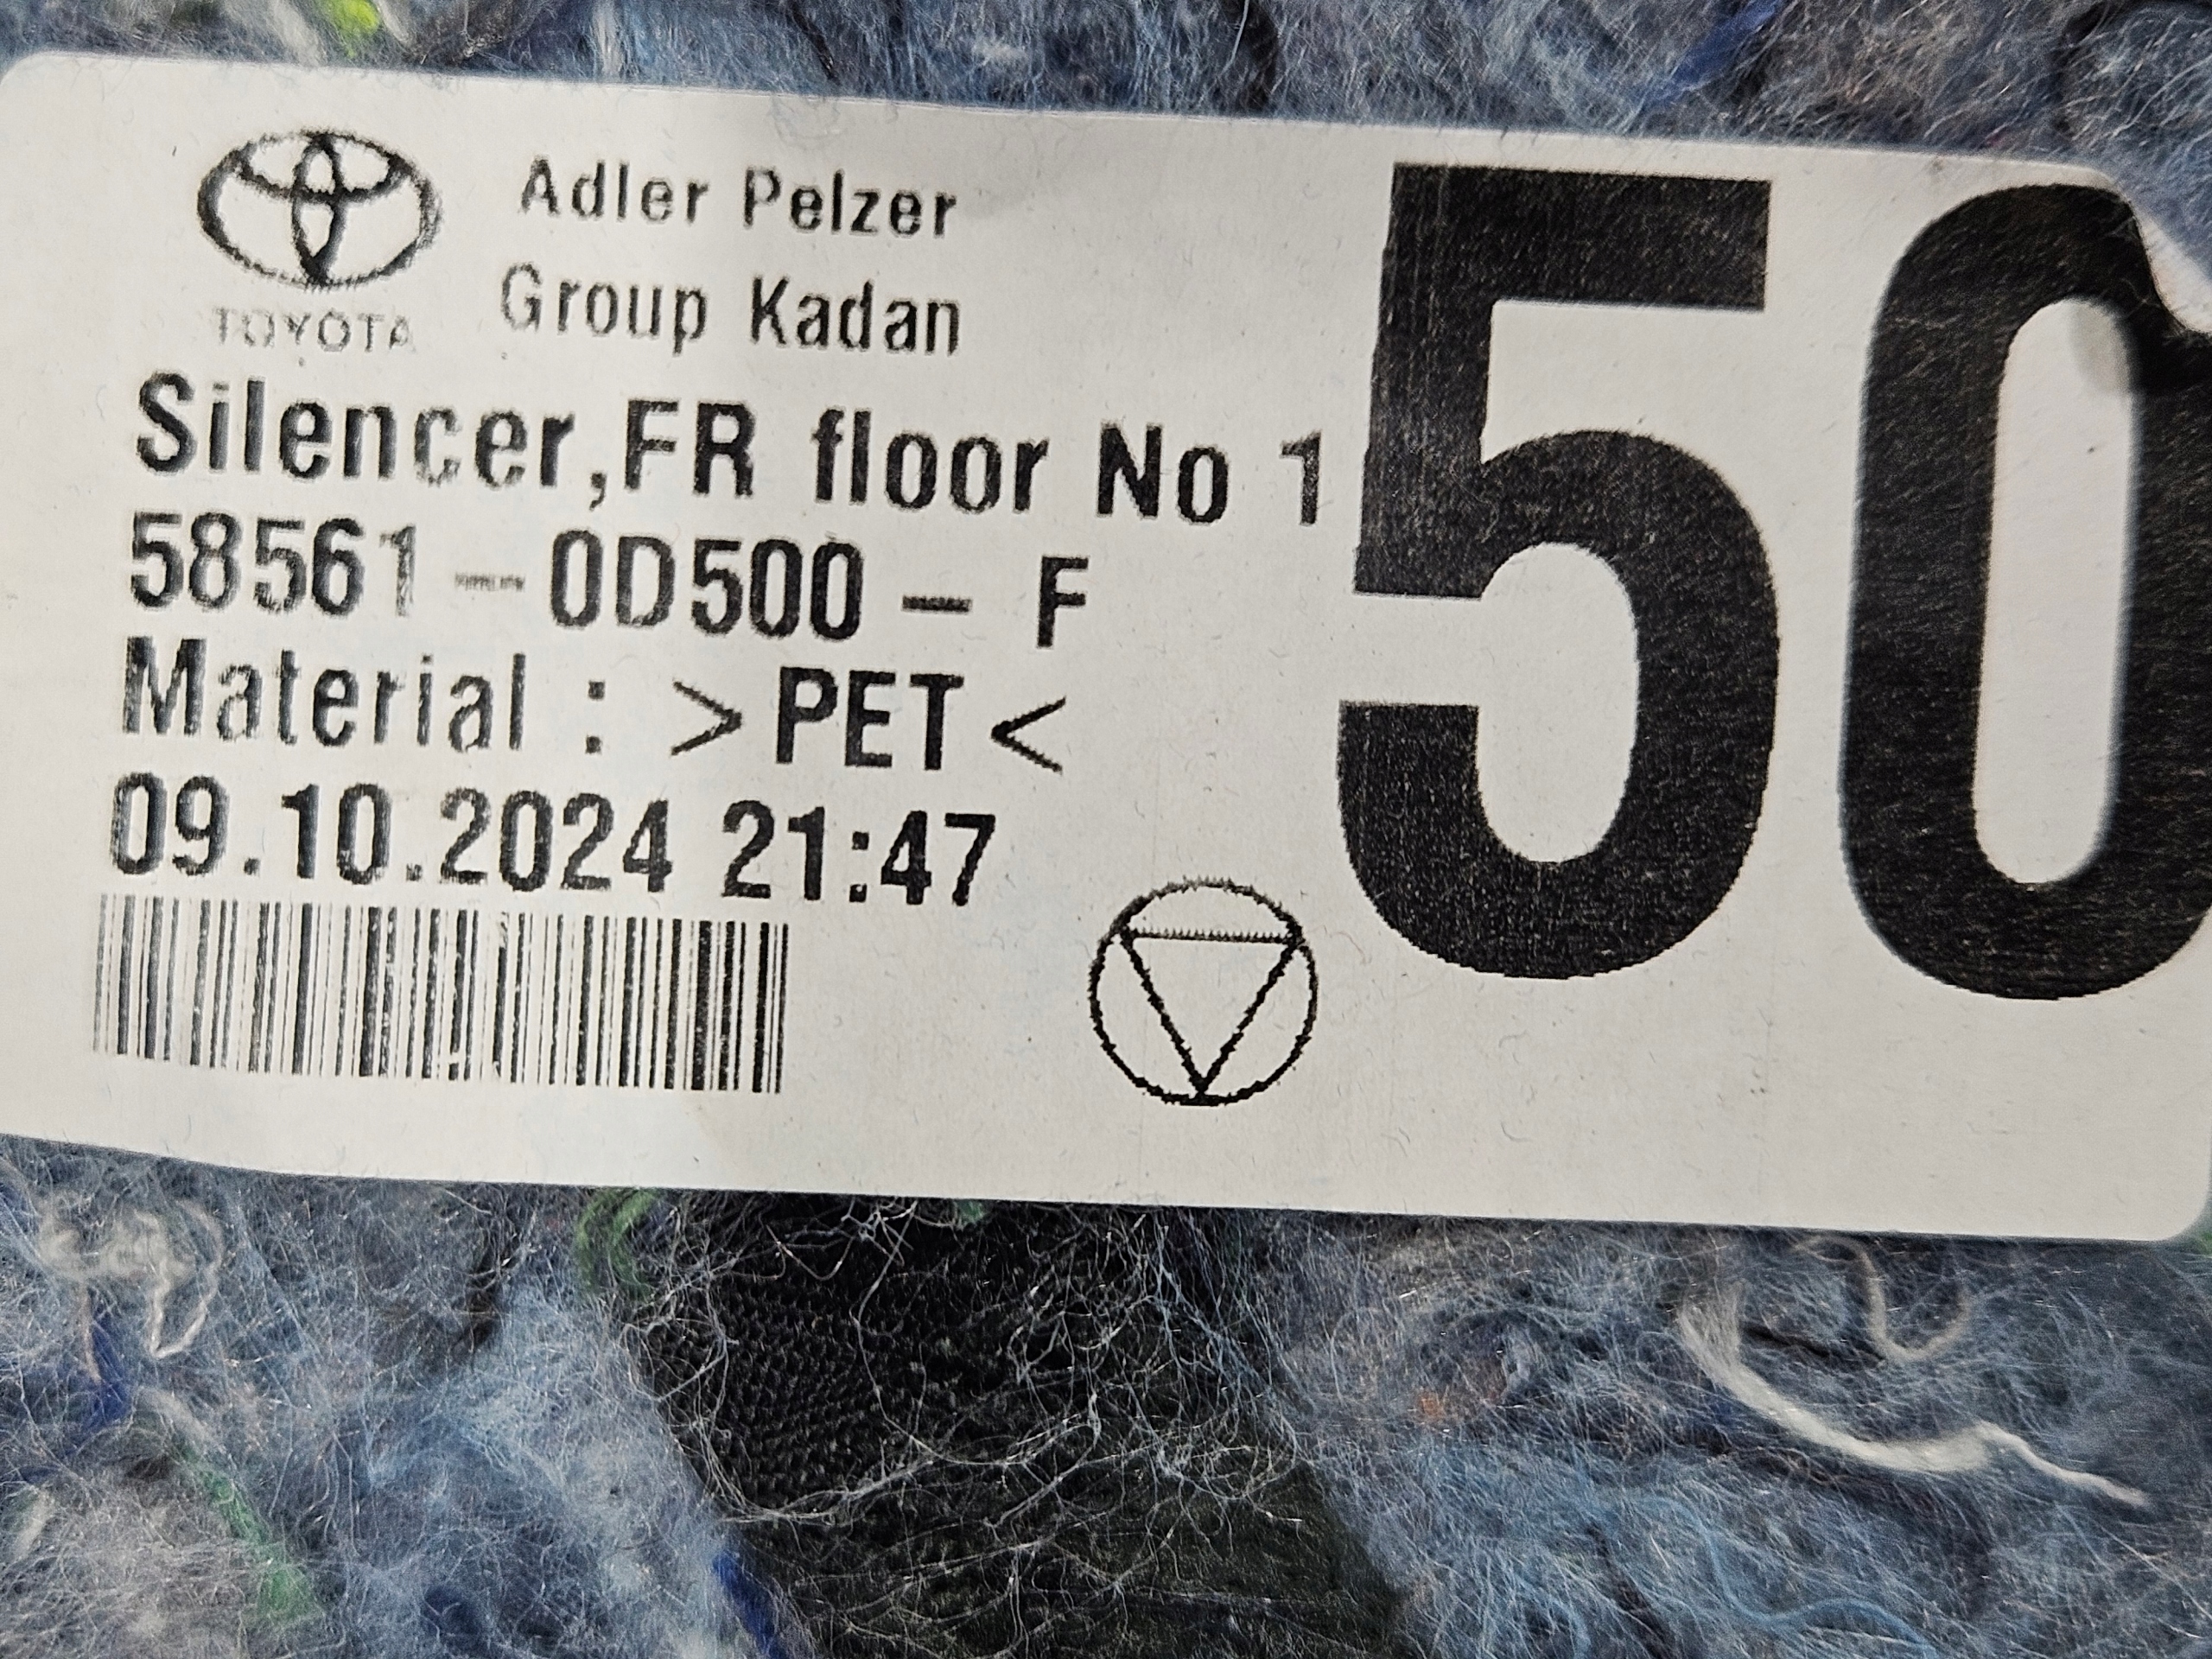 TOYOTA
Adler Pelzer
Group Kadan
50
Silencer,FR floor No 1
58561-0D500-F
Material : >PET<
09.10.2024 21:47